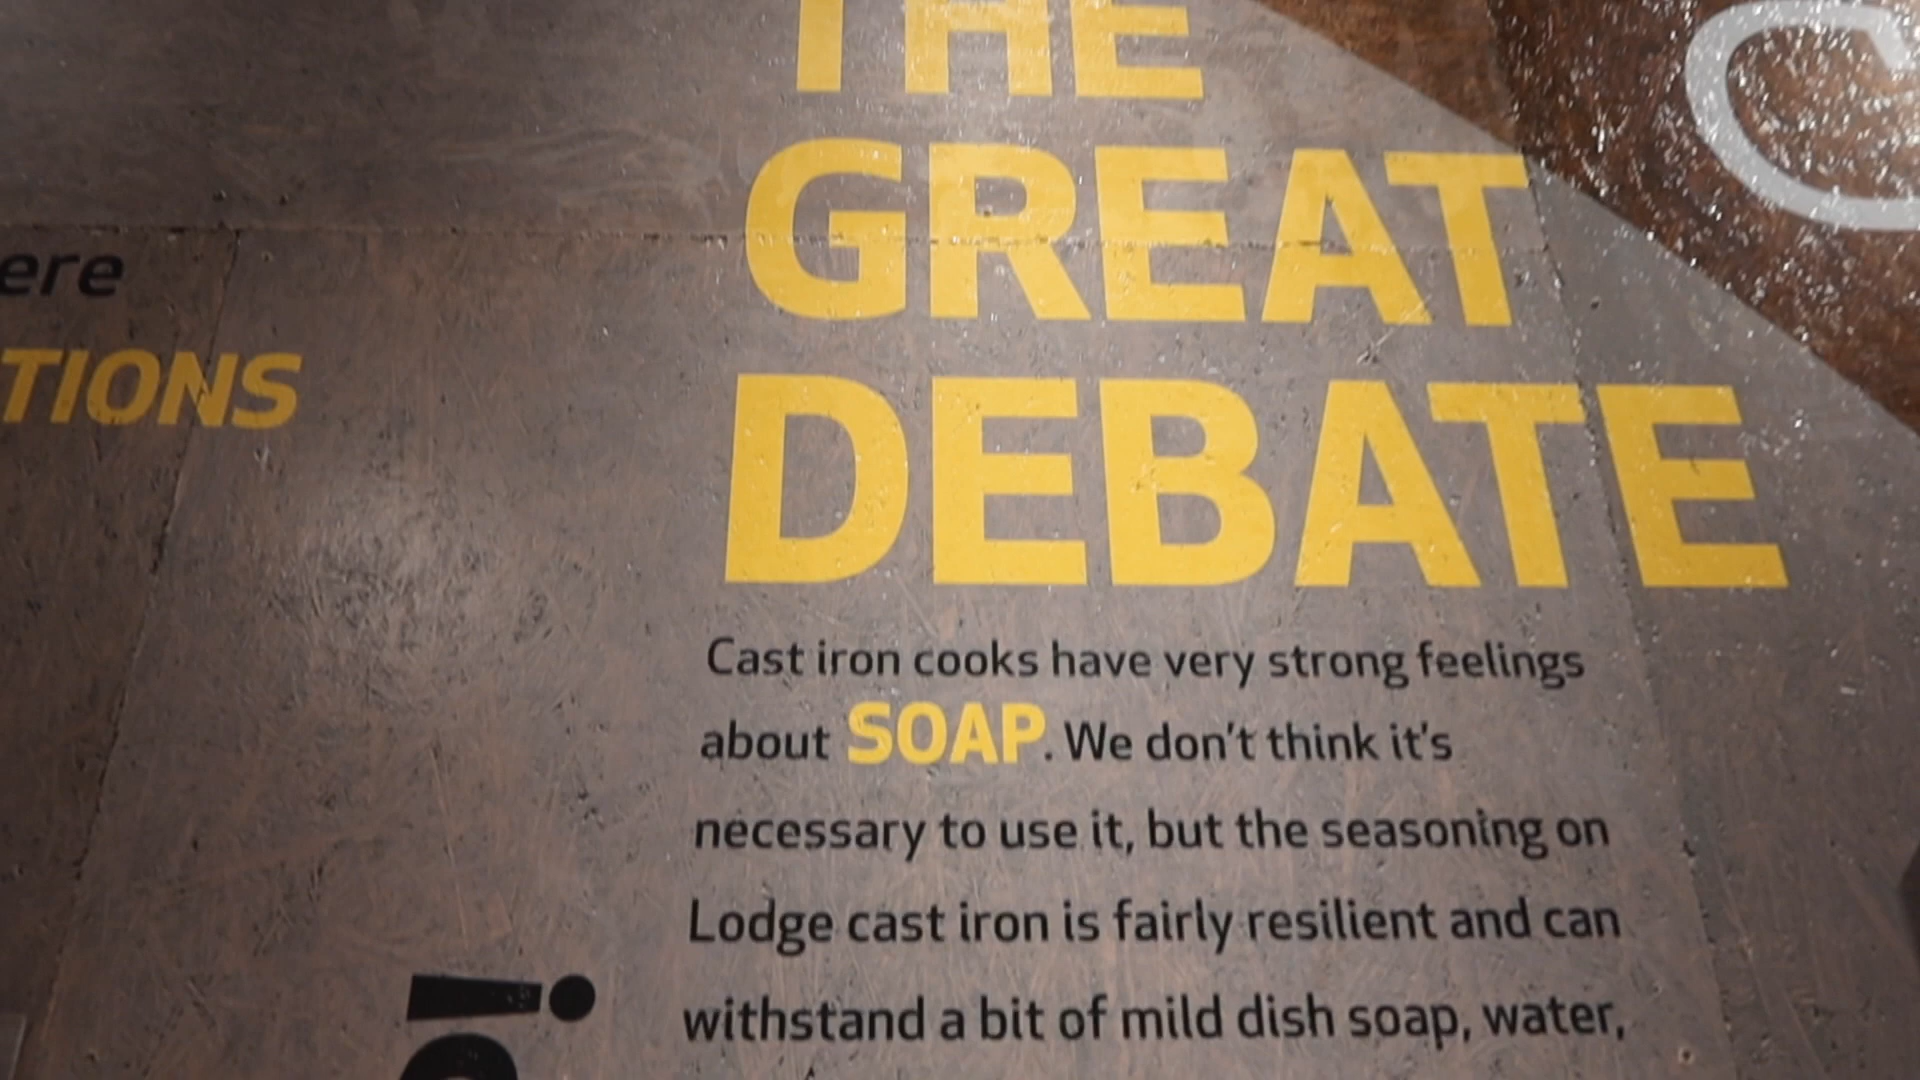 THE
GREAT
DEBATE
Cast iron cooks have very strong feelings
about SOAP. We don't think it's
necessary to use it, but the seasoning on
Lodge cast iron is fairly resilient and can
withstand a bit of mild dish soap, water,
ere
TIONS
!
C